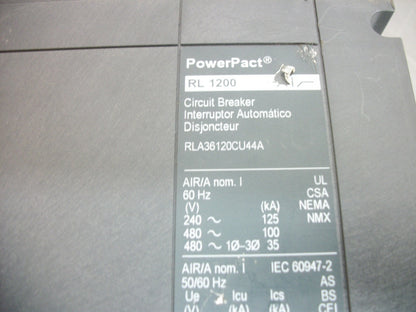 PowerPact®
RL 1200
Circuit Breaker
Interruptor Automático
Disjoncteur
RLA36120CU44A
AIR/A nom. I UL
60 Hz CSA
(V) (kA) NEMA
240 ~ 125 NMX
480 ~ 100
480 ~ 1Ø–3Ø 35
AIR/A nom. I IEC 60947-2
50/60 Hz AS
Ue Icu Ics BS
(V) (kA) (kA) CEI